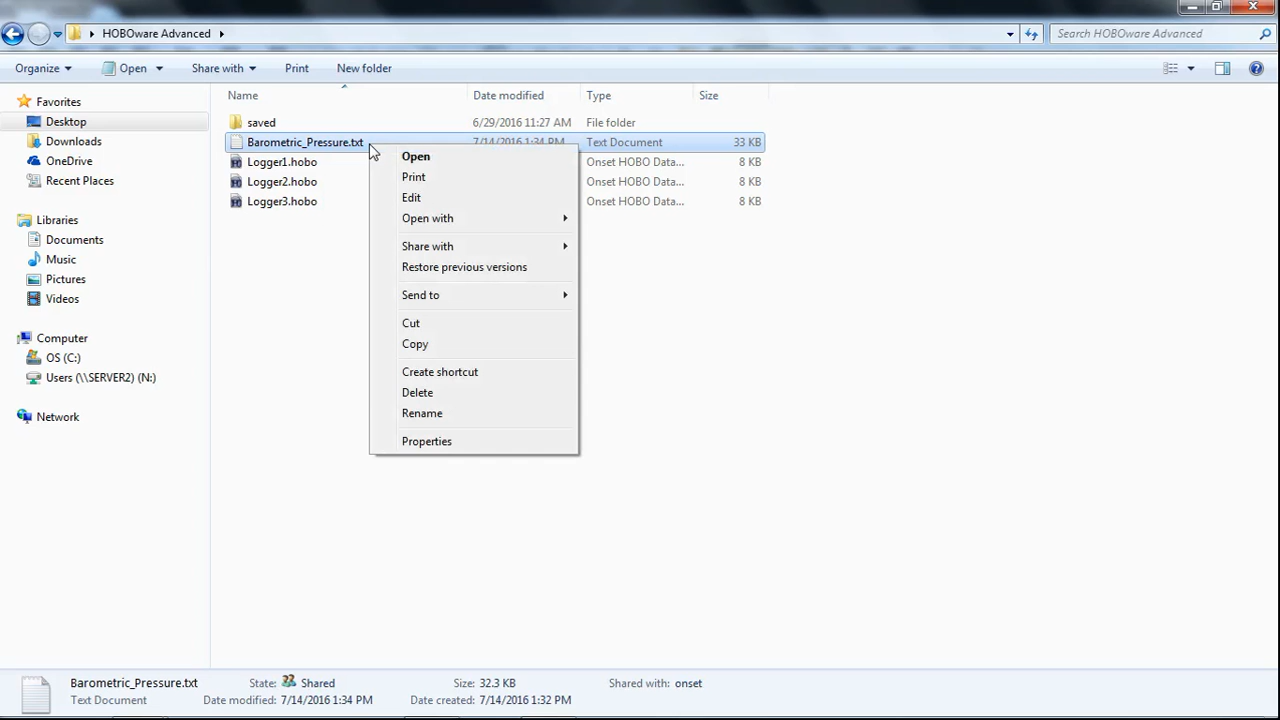 HOBOware Advanced
Search HOBOware Advanced
Organize Open Share with Print New folder
Name Date modified Type Size
Favorites
Desktop
Downloads
OneDrive
Recent Places
Libraries
Documents
Music
Pictures
Videos
Computer
OS (C:)
Users (\\SERVER2) (N:)
Network
saved 6/29/2016 11:27 AM File folder
Barometric_Pressure.txt 7/14/2016 1:34 PM Text Document 33 KB
Logger1.hobo Onset HOBO Data... 8 KB
Logger2.hobo Onset HOBO Data... 8 KB
Logger3.hobo Onset HOBO Data... 8 KB
Open
Print
Edit
Open with
Share with
Restore previous versions
Send to
Cut
Copy
Create shortcut
Delete
Rename
Properties
Barometric_Pressure.txt State: Shared Size: 32.3 KB Shared with: onset
Text Document Date modified: 7/14/2016 1:34 PM Date created: 7/14/2016 1:32 PM